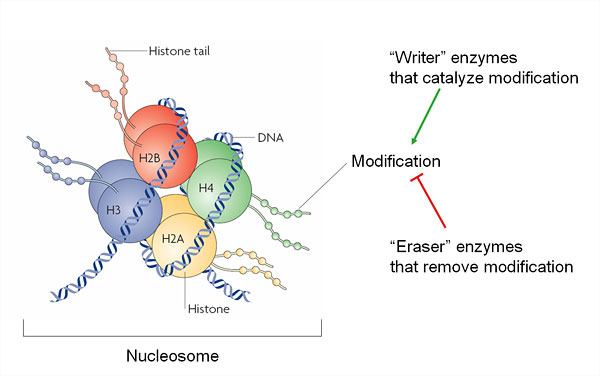 Histone tail
"Writer" enzymes
that catalyze modification
DNA
H2B
Modification
H4
H3
H2A
"Eraser" enzymes
that remove modification
Histone
Nucleosome